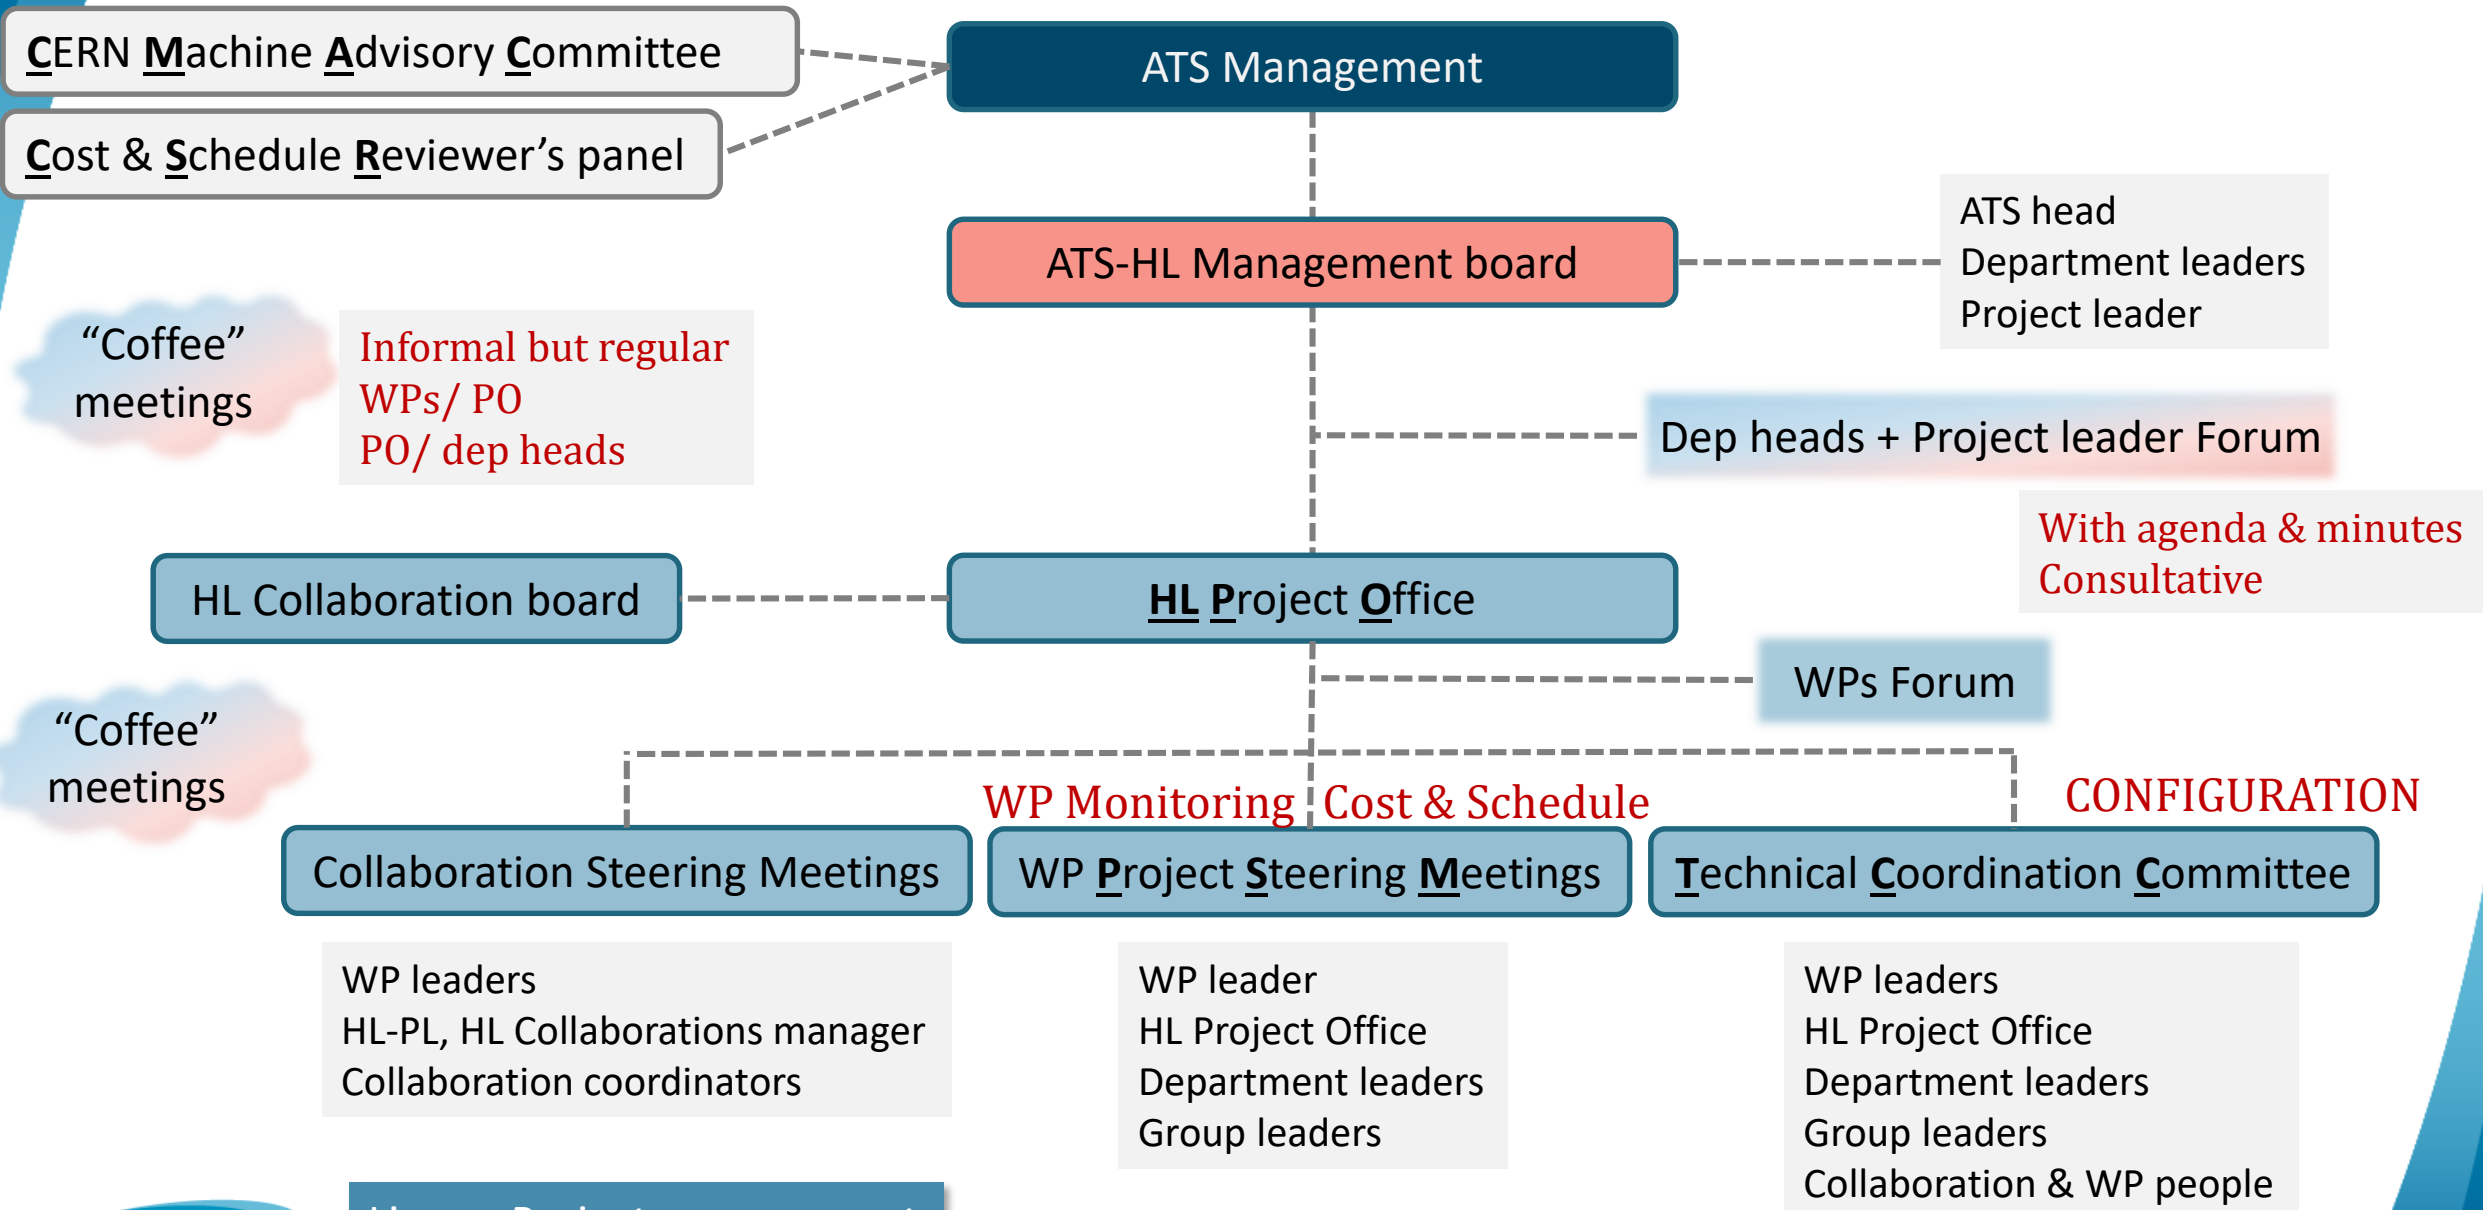 CERN Machine Advisory Committee
ATS Management
Cost & Schedule Reviewer’s panel
ATS-HL Management board
ATS head
Department leaders
Project leader
“Coffee”
meetings
Informal but regular
WPs/ PO
PO/ dep heads
Dep heads + Project leader Forum
With agenda & minutes
Consultative
HL Collaboration board
HL Project Office
WPs Forum
“Coffee”
meetings
WP Monitoring
Cost & Schedule
CONFIGURATION
Collaboration Steering Meetings
WP Project Steering Meetings
Technical Coordination Committee
WP leaders
HL-PL, HL Collaborations manager
Collaboration coordinators
WP leader
HL Project Office
Department leaders
Group leaders
WP leaders
HL Project Office
Department leaders
Group leaders
Collaboration & WP people